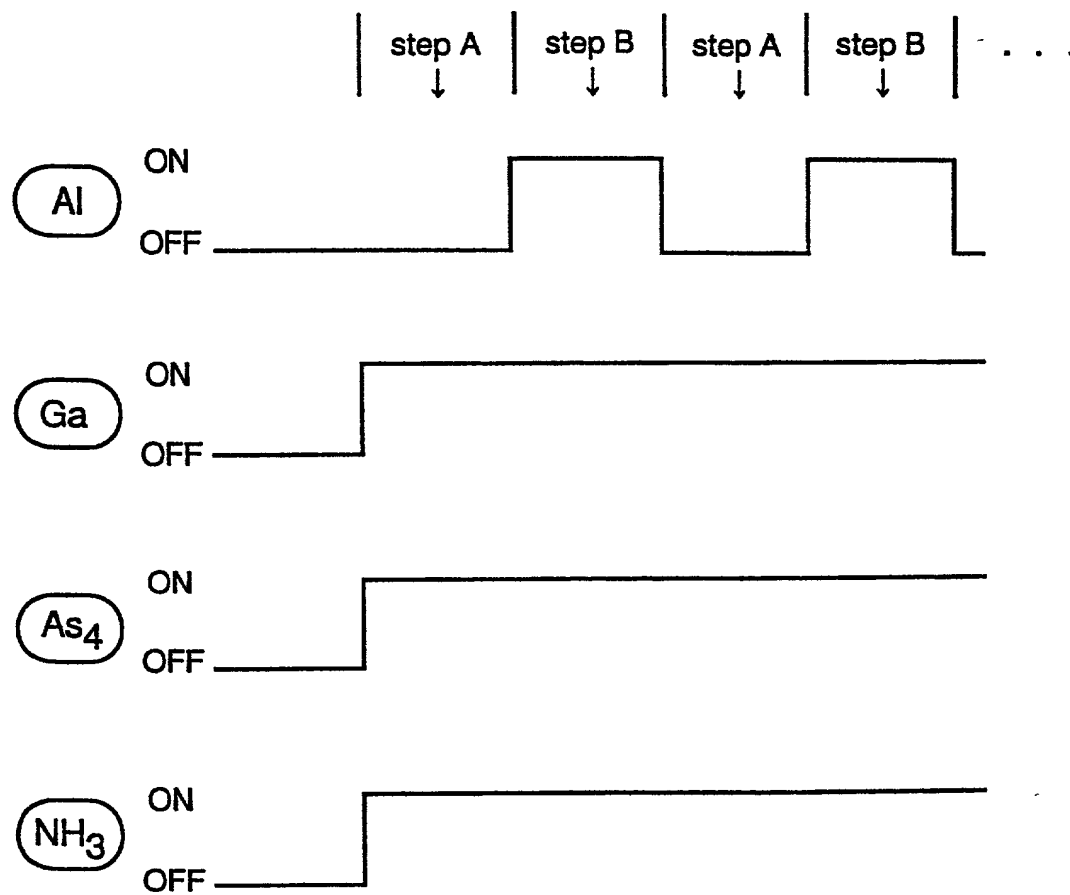 step A step B step A step B . . .
ON
Al
OFF
ON
Ga
OFF
ON
As4
OFF
ON
NH3
OFF